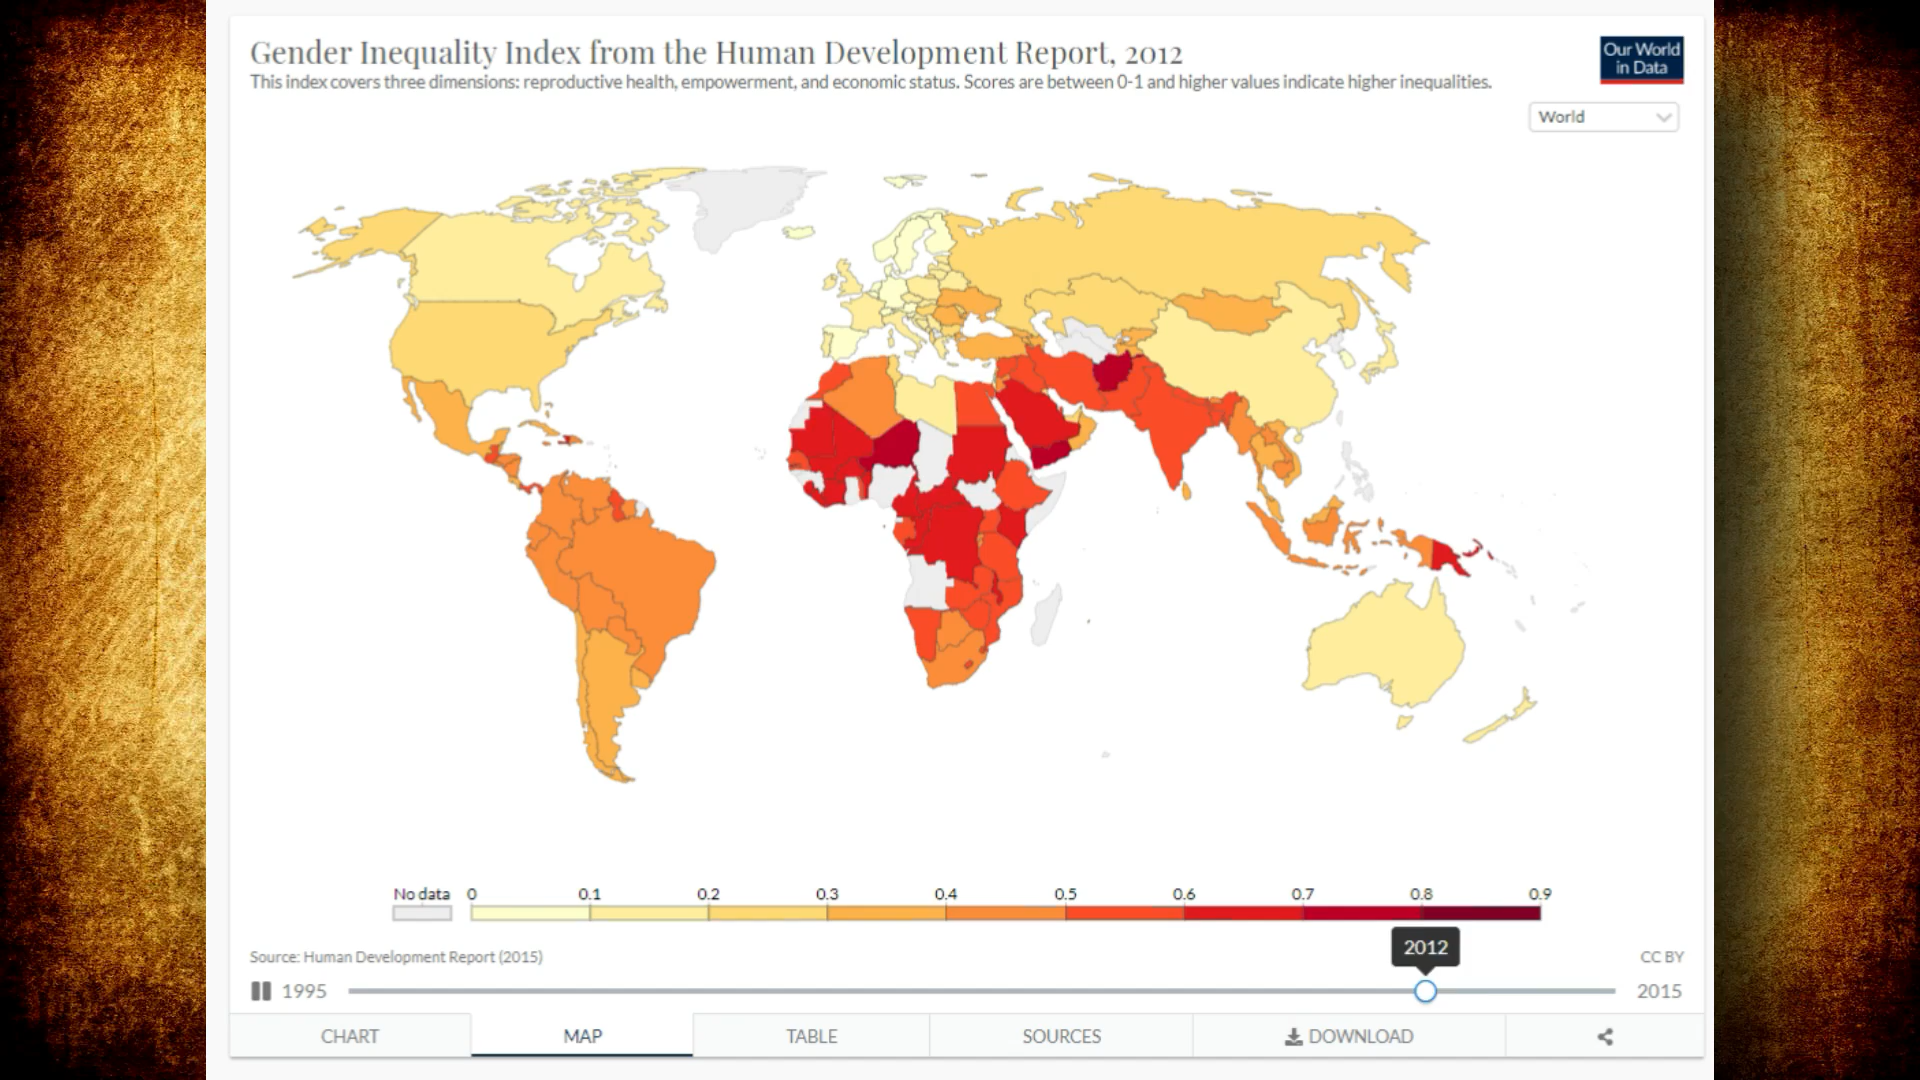 Gender Inequality Index from the Human Development Report, 2012
This index covers three dimensions: reproductive health, empowerment, and economic status. Scores are between 0-1 and higher values indicate higher inequalities.
Our World
in Data
World
No data 0 0.1 0.2 0.3 0.4 0.5 0.6 0.7 0.8 0.9
2012
Source: Human Development Report (2015) CC BY
1995 2015
CHART MAP TABLE SOURCES DOWNLOAD